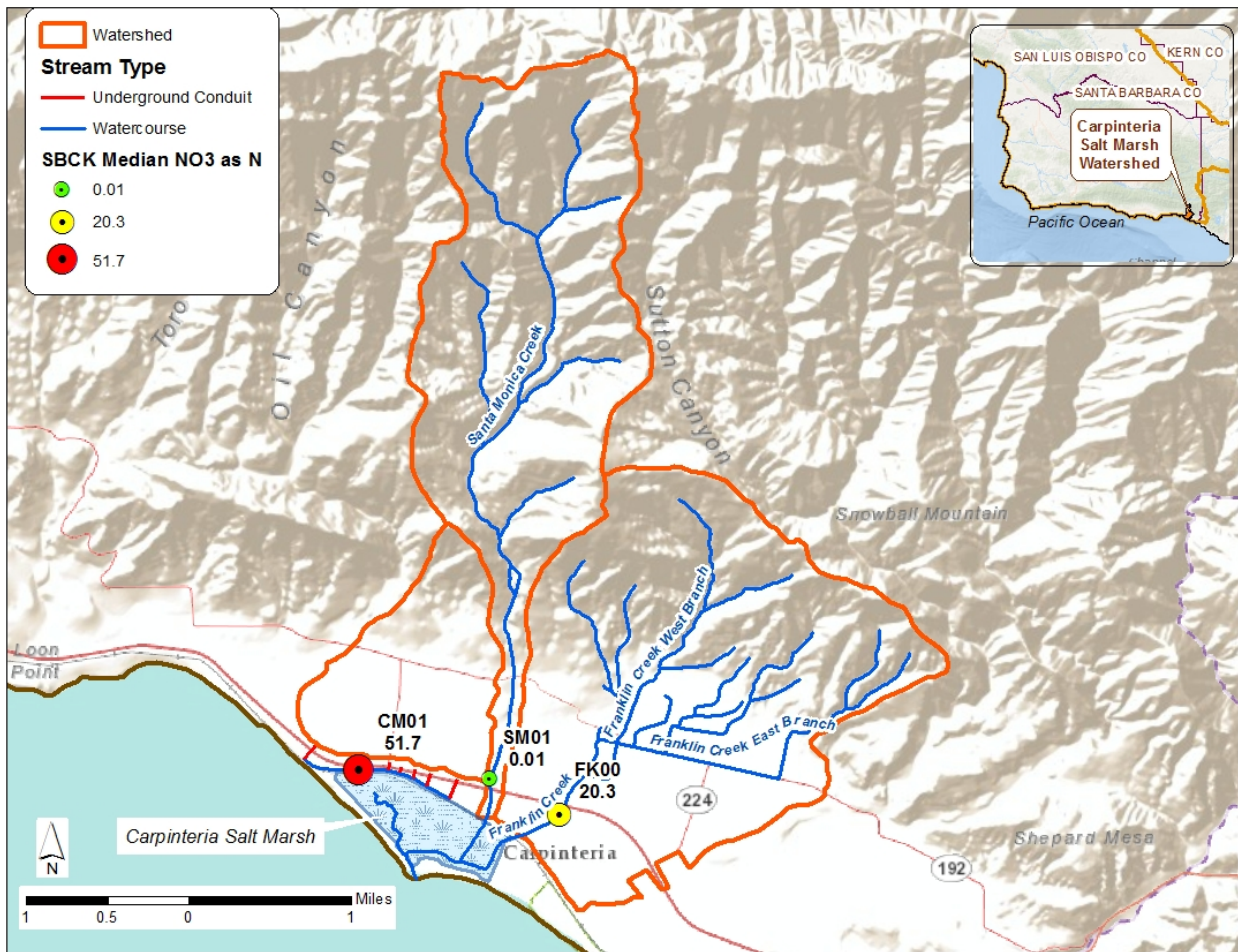 Watershed
Stream Type
Underground Conduit
Watercourse
SBCK Median NO3 as N
0.01
20.3
51.7
SAN LUIS OBISPO CO
KERN CO
SANTA BARBARA CO
Carpinteria
Salt Marsh
Watershed
Pacific Ocean
Channel
Toro
Oil Canyon
Sutton Canyon
Santa Monica Creek
Snowball Mountain
Franklin Creek West Branch
Franklin Creek East Branch
Loon
Point
CM01
51.7
SM01
0.01
FK00
20.3
224
Franklin Creek
Carpinteria Salt Marsh
Carpinteria
Shepard Mesa
192
N
Miles
1
0.5
0
1